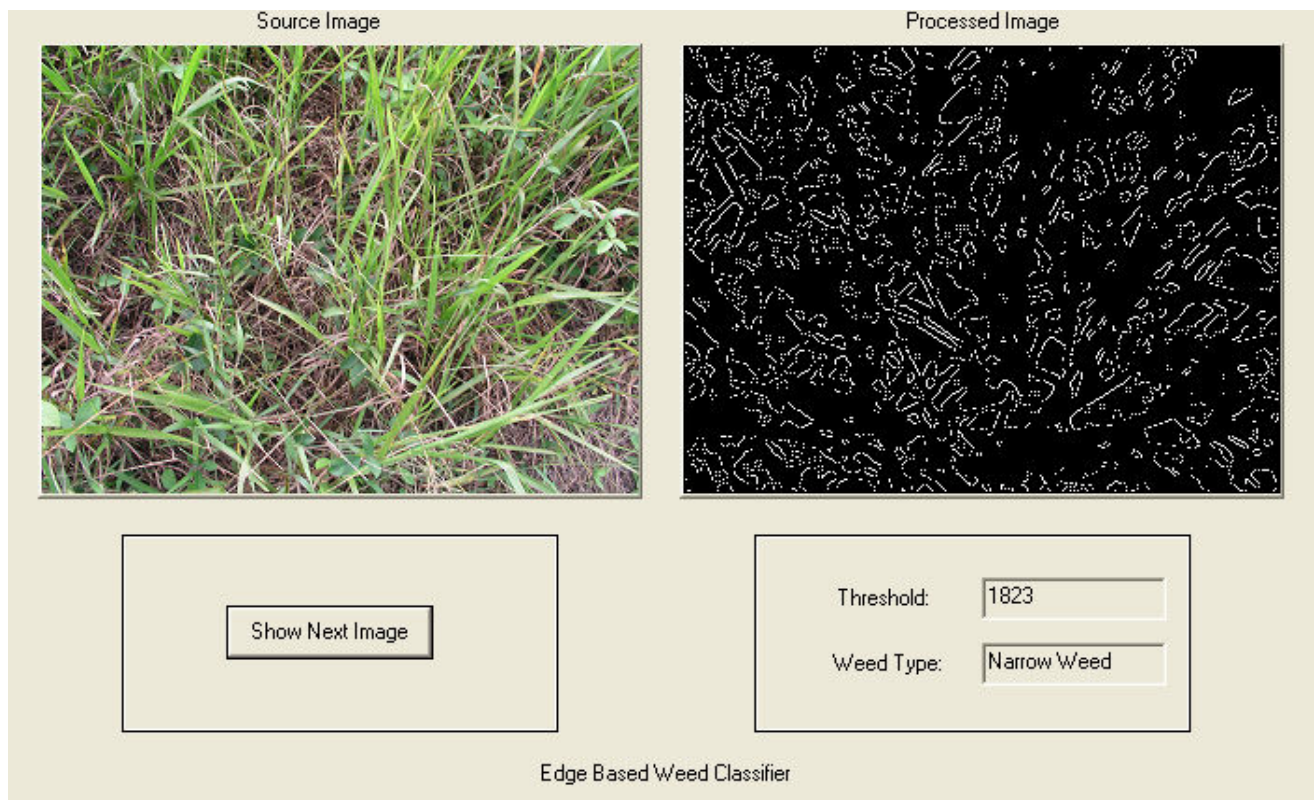 Source Image
Processed Image
Show Next Image
Threshold: 1823
Weed Type: Narrow Weed
Edge Based Weed Classifier